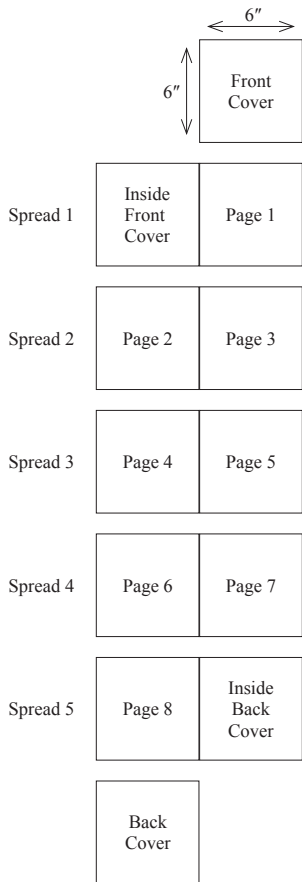 6″
6″
Front
Cover
Spread 1
Inside
Front
Cover
Page 1
Spread 2
Page 2
Page 3
Spread 3
Page 4
Page 5
Spread 4
Page 6
Page 7
Spread 5
Page 8
Inside
Back
Cover
Back
Cover